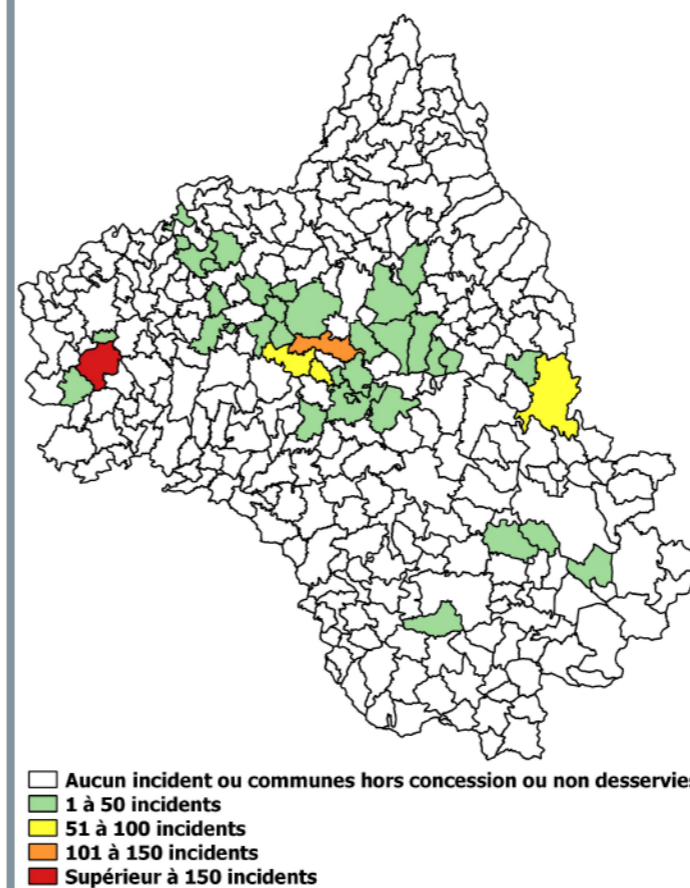 Aucun incident ou communes hors concession ou non desservies
1 à 50 incidents
51 à 100 incidents
101 à 150 incidents
Supérieur à 150 incidents